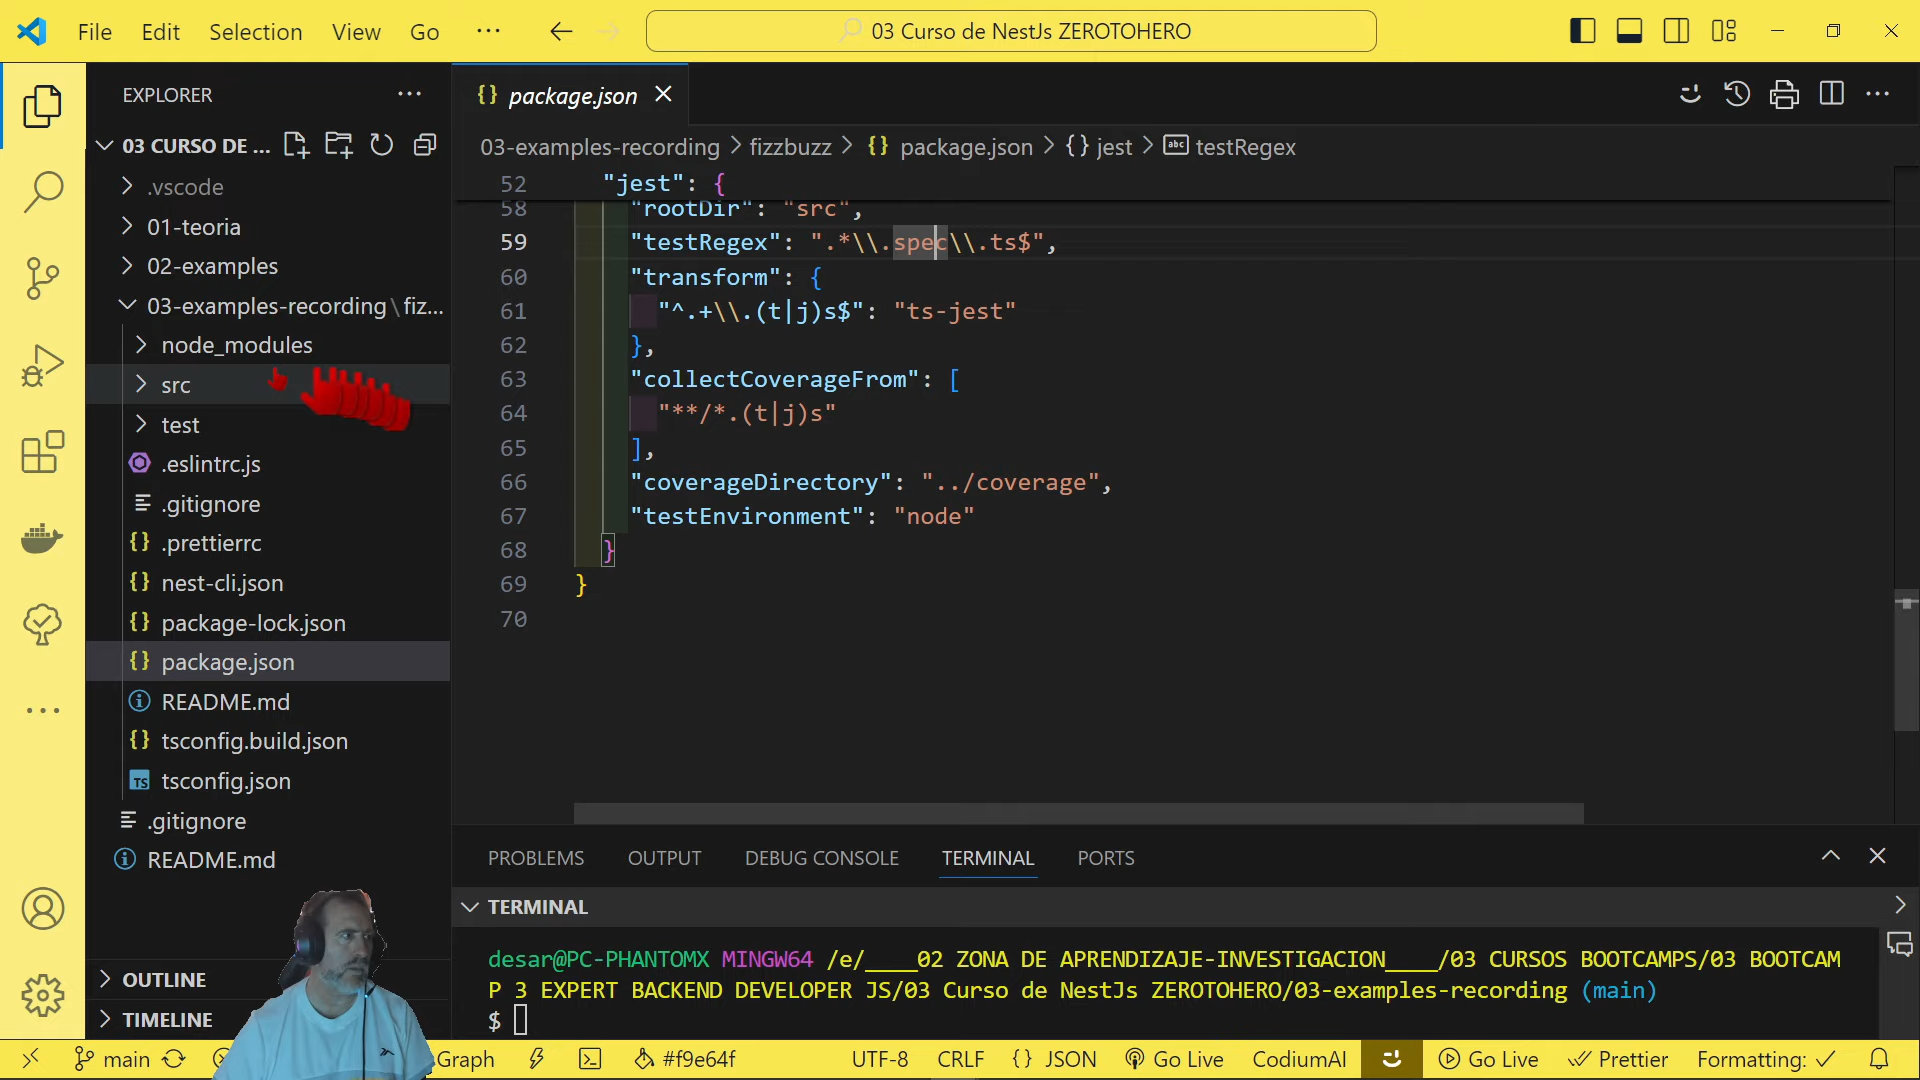 File Edit Selection View Go ··· 03 Curso de NestJs ZEROTOHERO
EXPLORER
03 CURSO DE ...
.vscode
01-teoria
02-examples
03-examples-recording\fiz...
node_modules
src
test
.eslintrc.js
.gitignore
.prettierrc
nest-cli.json
package-lock.json
package.json
README.md
tsconfig.build.json
TS tsconfig.json
.gitignore
README.md
OUTLINE
TIMELINE
{} package.json
03-examples-recording > fizzbuzz > {} package.json > {} jest > abc testRegex
52 "jest": {
58 "rootDir": "src",
59 "testRegex": ".*\\.spec\\.ts$",
60 "transform": {
61 "^.+\\.(t|j)s$": "ts-jest"
62 },
63 "collectCoverageFrom": [
64 "**/*.(t|j)s"
65 ],
66 "coverageDirectory": "../coverage",
67 "testEnvironment": "node"
68 }
69 }
70
PROBLEMS OUTPUT DEBUG CONSOLE TERMINAL PORTS
TERMINAL
desar@PC-PHANTOMX MINGW64 /e/____02 ZONA DE APRENDIZAJE-INVESTIGACION____/03 CURSOS BOOTCAMPS/03 BOOTCAM
P 3 EXPERT BACKEND DEVELOPER JS/03 Curso de NestJs ZEROTOHERO/03-examples-recording (main)
$
main Graph #f9e64f UTF-8 CRLF {} JSON Go Live CodiumAI Go Live Prettier Formatting: ✓